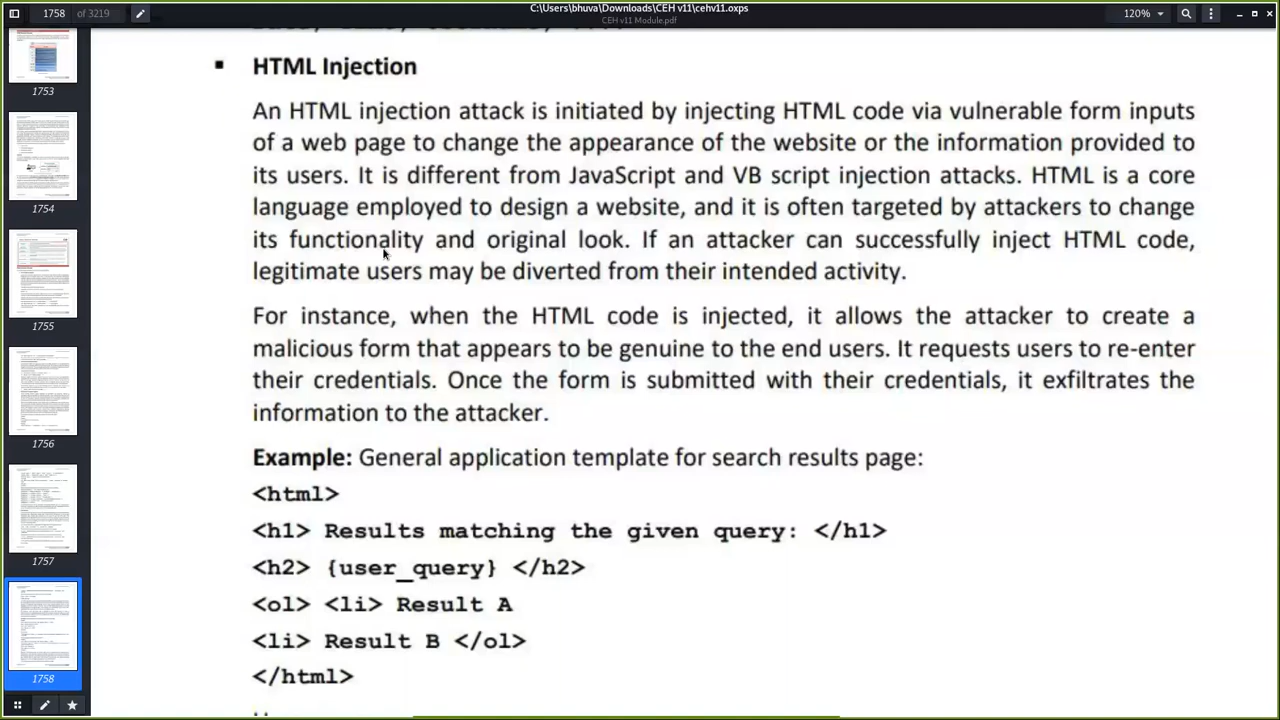 1758 of 3219
C:\Users\bhuva\Downloads\CEH v11\cehv11.oxps
CEH v11 Module.pdf
120%
1753
1754
1755
1756
1757
1758
HTML Injection
An HTML injection attack is initiated by injecting HTML code via vulnerable form inputs
of a web page to change the appearance of the website or the information provided to
its users. It is different from JavaScript and VB script injection attacks. HTML is a core
language employed to design a website, and it is often targeted by attackers to change
its functionality and original look. If an attacker can successfully inject HTML code,
legitimate users may be diverted from their intended activity.
For instance, when the HTML code is injected, it allows the attacker to create a
malicious form that appears to be genuine to the end users. It requests users to re-enter
their credentials. Once the form is submitted with their credentials, it exfiltrates the
information to the attacker.
Example: General application template for search results page:
<html>
<h1> Results matching the given query: </h1>
<h2> {user_query} </h2>
<ol> <li> Result A
<li> Result B </ol>
</html>